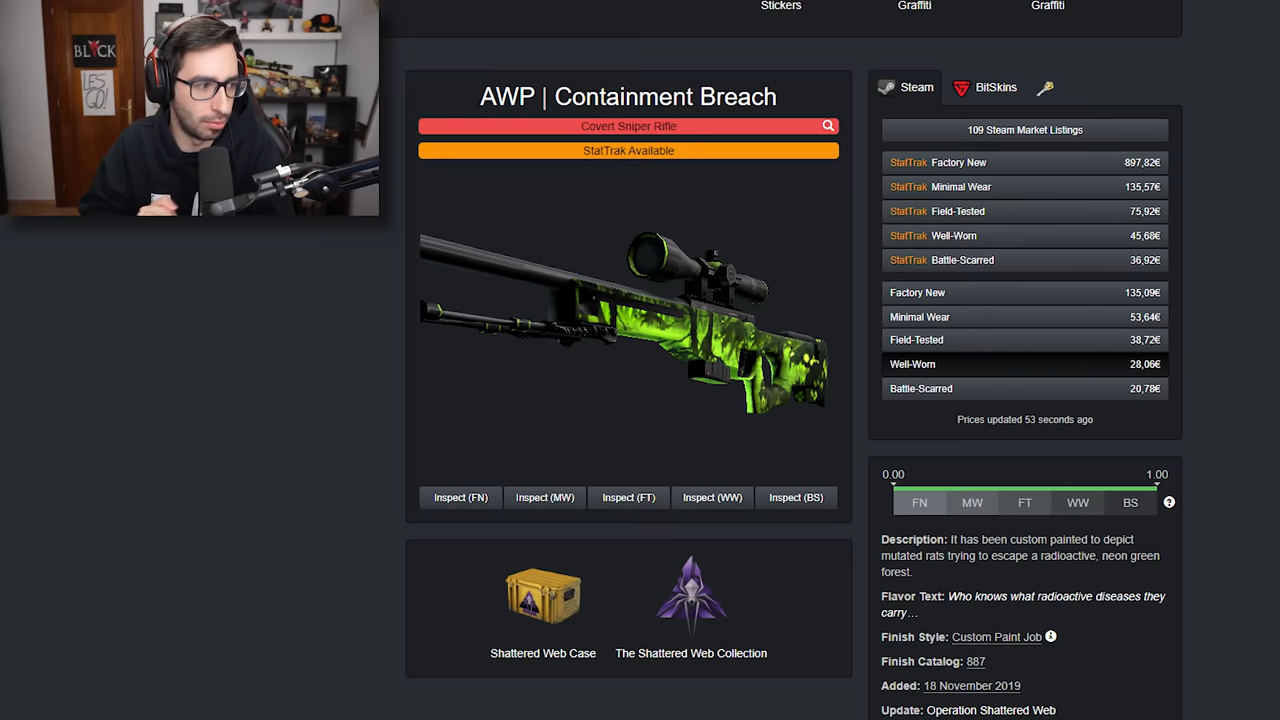 BL CK
LES
GO!
Stickers
Graffiti
Graffiti
AWP | Containment Breach
Covert Sniper Rifle
StatTrak Available
Inspect (FN)
Inspect (MW)
Inspect (FT)
Inspect (WW)
Inspect (BS)
Shattered Web Case
The Shattered Web Collection
Steam
BitSkins
109 Steam Market Listings
StatTrak Factory New 897,82€
StatTrak Minimal Wear 135,57€
StatTrak Field-Tested 75,92€
StatTrak Well-Worn 45,68€
StatTrak Battle-Scarred 36,92€
Factory New 135,09€
Minimal Wear 53,64€
Field-Tested 38,72€
Well-Worn 28,06€
Battle-Scarred 20,78€
Prices updated 53 seconds ago
0.00 1.00
FN MW FT WW BS ?
Description: It has been custom painted to depict
mutated rats trying to escape a radioactive, neon green
forest.
Flavor Text: Who knows what radioactive diseases they
carry…
Finish Style: Custom Paint Job
Finish Catalog: 887
Added: 18 November 2019
Update: Operation Shattered Web